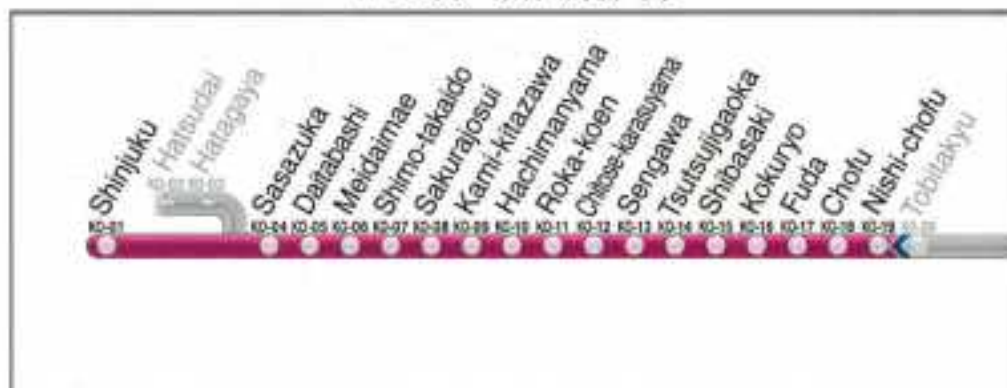 Shinjuku
Hatsudai
Hatagaya
Sasazuka
Daitabashi
Meidaimae
Shimo-takaido
Sakurajosui
Kami-kitazawa
Hachimanyama
Roka-koen
Chitose-karasuyama
Sengawa
Tsutsujigaoka
Shibasaki
Kokuryo
Fuda
Chofu
Nishi-chofu
Tobitakyu
KO-01
KO-04
KO-05
KO-06
KO-07
KO-08
KO-09
KO-10
KO-11
KO-12
KO-13
KO-14
KO-15
KO-16
KO-17
KO-18
KO-19